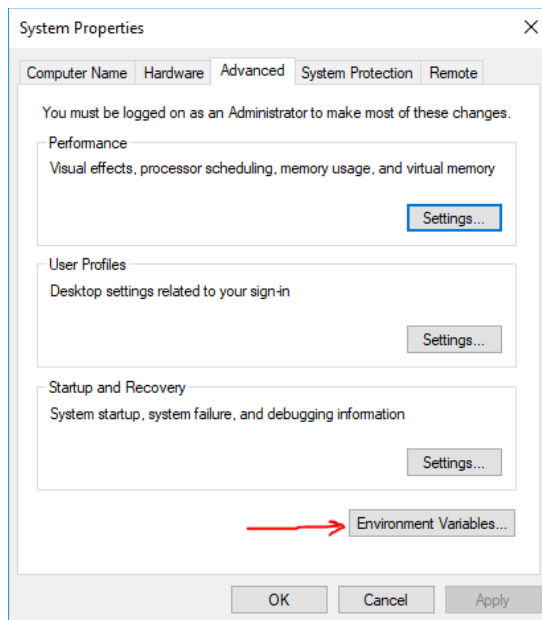 System Properties
Computer Name Hardware Advanced System Protection Remote
You must be logged on as an Administrator to make most of these changes.
Performance
Visual effects, processor scheduling, memory usage, and virtual memory
Settings...
User Profiles
Desktop settings related to your sign-in
Settings...
Startup and Recovery
System startup, system failure, and debugging information
Settings...
Environment Variables...
OK Cancel Apply